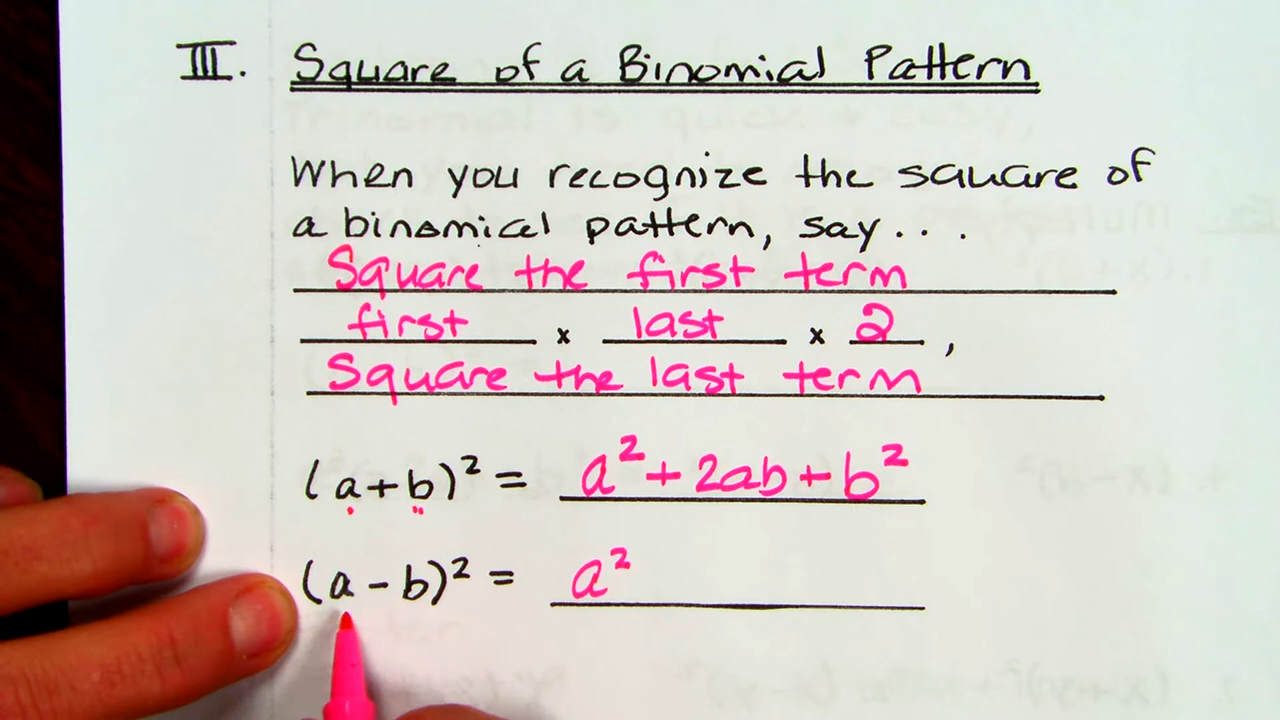 III. Square of a Binomial Pattern
When you recognize the square of
a binomial pattern, say...
Square the first term
first x last x 2,
Square the last term
(a+b)² = a²+2ab+b²
(a-b)² = a²